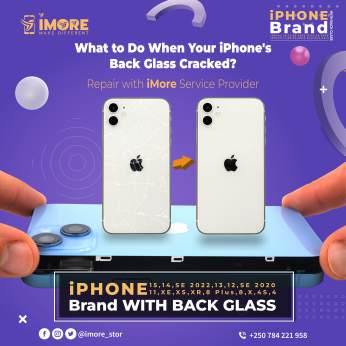 iMORE
MAKE DIFFERENT
iPHONE
Brand
What to Do When Your iPhone's
Back Glass Cracked?
Repair with iMore Service Provider
iPHONE 15,14,SE 2022,13,12,SE 2020
11,XE,XS,XR,8 Plus,8,X,4S,4
Brand WITH BACK GLASS
@imore_stor
+250 784 221 958